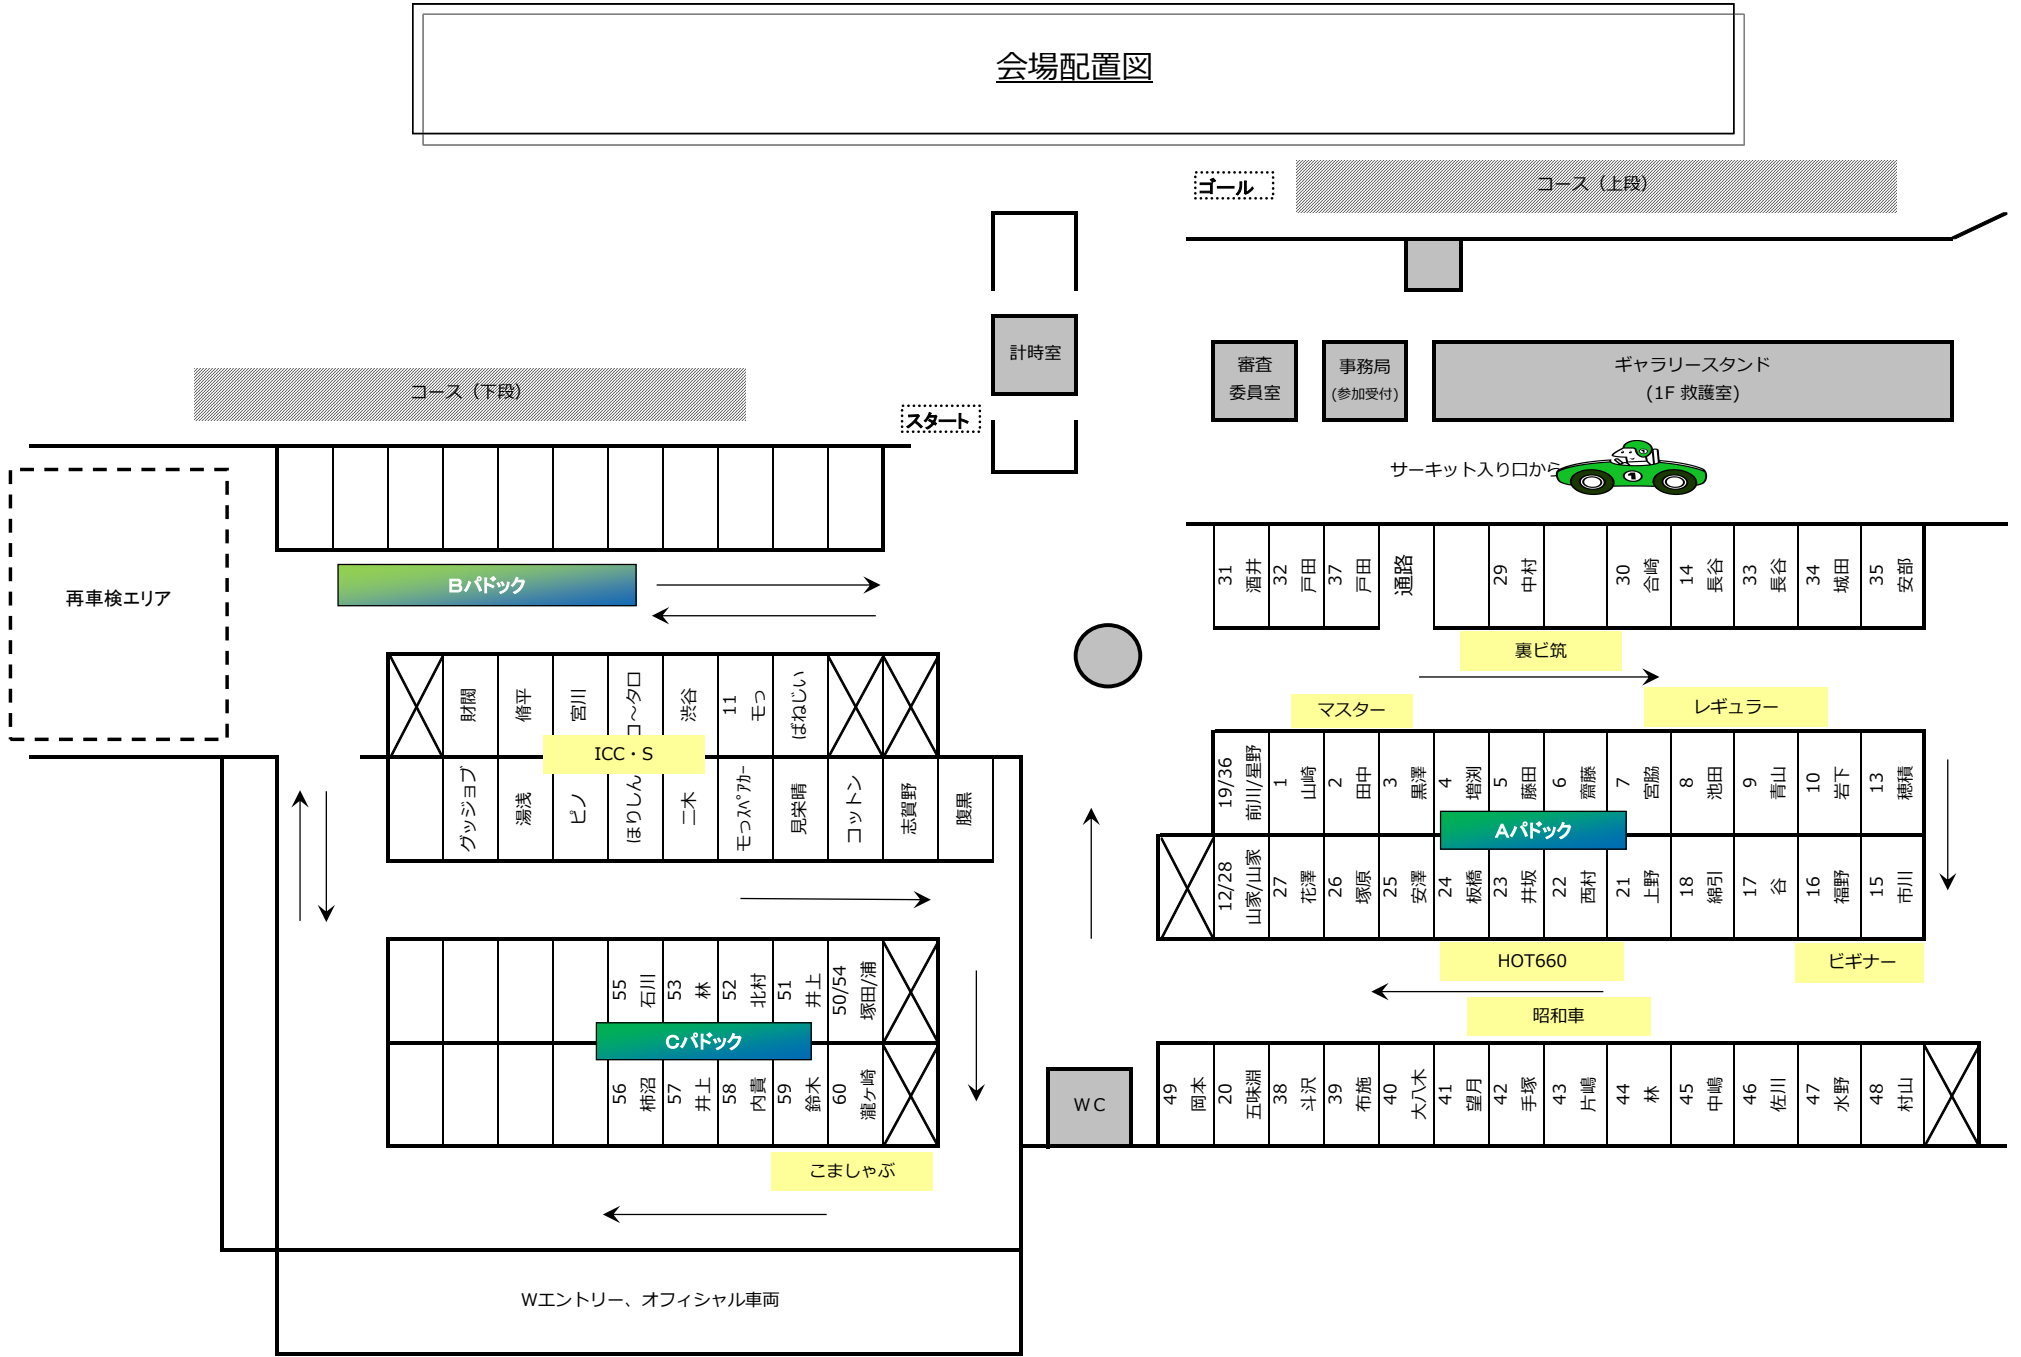 会場配置図
ゴール
コース（上段）
計時室
審査
委員室
事務局
(参加受付)
ギャラリースタンド
(1F 救護室)
コース（下段）
スタート
サーキット入り口から
1
再車検エリア
Bパドック
31 酒井
32 戸田
37 戸田
通路
29 中村
30 合崎
14 長谷
33 長谷
34 城田
35 安部
裏ビ筑
マスター
レギュラー
財閥
脩平
宮川
コ～タロ
渋谷
11 モっ
ばねじい
ICC・S
グッジョブ
湯浅
ピノ
ほりしん
二木
モっｽﾍﾟｱｶｰ
見栄晴
コットン
志賀野
腹黒
19/36 前川/星野
1 山崎
2 田中
3 黒澤
4 増渕
5 藤田
6 齋藤
7 宮脇
8 池田
9 青山
10 岩下
13 穂積
Aパドック
12/28 山家/山家
27 花澤
26 塚原
25 安澤
24 板橋
23 井坂
22 西村
21 上野
18 綿引
17 谷
16 福野
15 市川
HOT660
ビギナー
昭和車
55 石川
53 林
52 北村
51 井上
50/54 塚田/浦
Cパドック
56 柿沼
57 井上
58 内貴
59 鈴木
60 瀧ヶ崎
こましゃぶ
WC
49 岡本
20 五味淵
38 斗沢
39 布施
40 大八木
41 望月
42 手塚
43 片嶋
44 林
45 中嶋
46 佐川
47 水野
48 村山
Wエントリー、オフィシャル車両